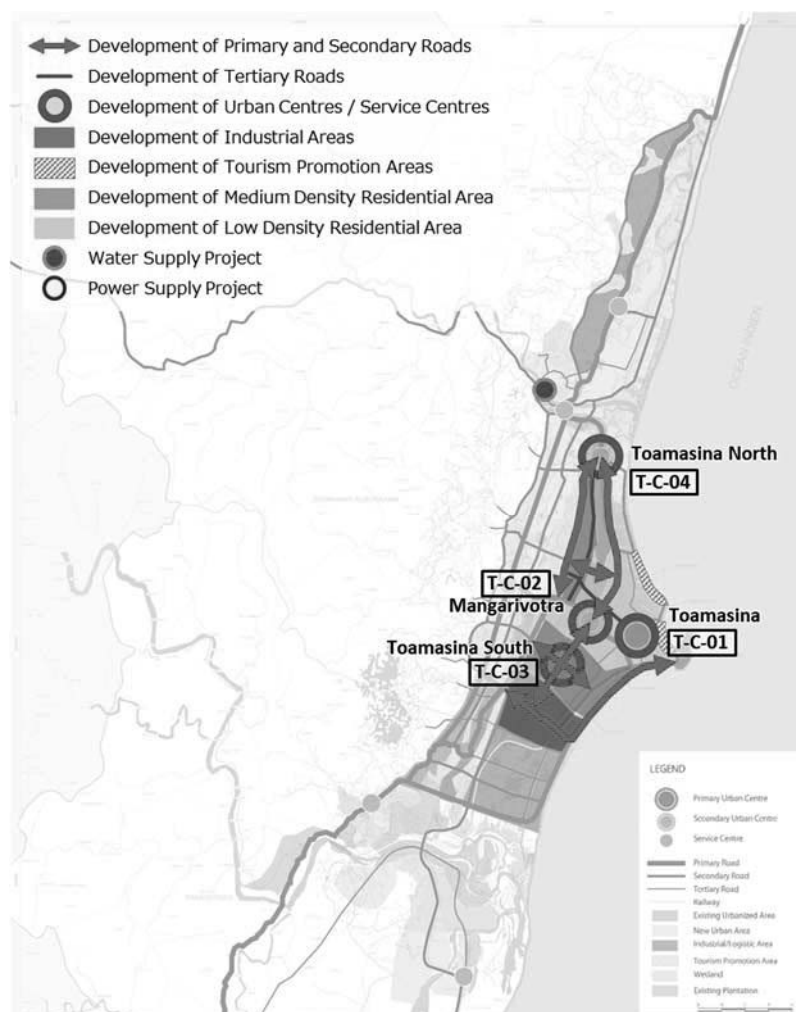 Development of Primary and Secondary Roads
Development of Tertiary Roads
Development of Urban Centres / Service Centres
Development of Industrial Areas
Development of Tourism Promotion Areas
Development of Medium Density Residential Area
Development of Low Density Residential Area
Water Supply Project
Power Supply Project
OCEAN INDIEN
Toamasina North
T-C-04
T-C-02
Mangarivotra
Toamasina
T-C-01
Toamasina South
T-C-03
LEGEND
Primary Urban Centre
Secondary Urban Centre
Service Centre
Primary Road
Secondary Road
Tertiary Road
Railway
Existing Urbanized Area
New Urban Area
Industrial/Logistic Area
Tourism Promotion Area
Wetland
Existing Plantation